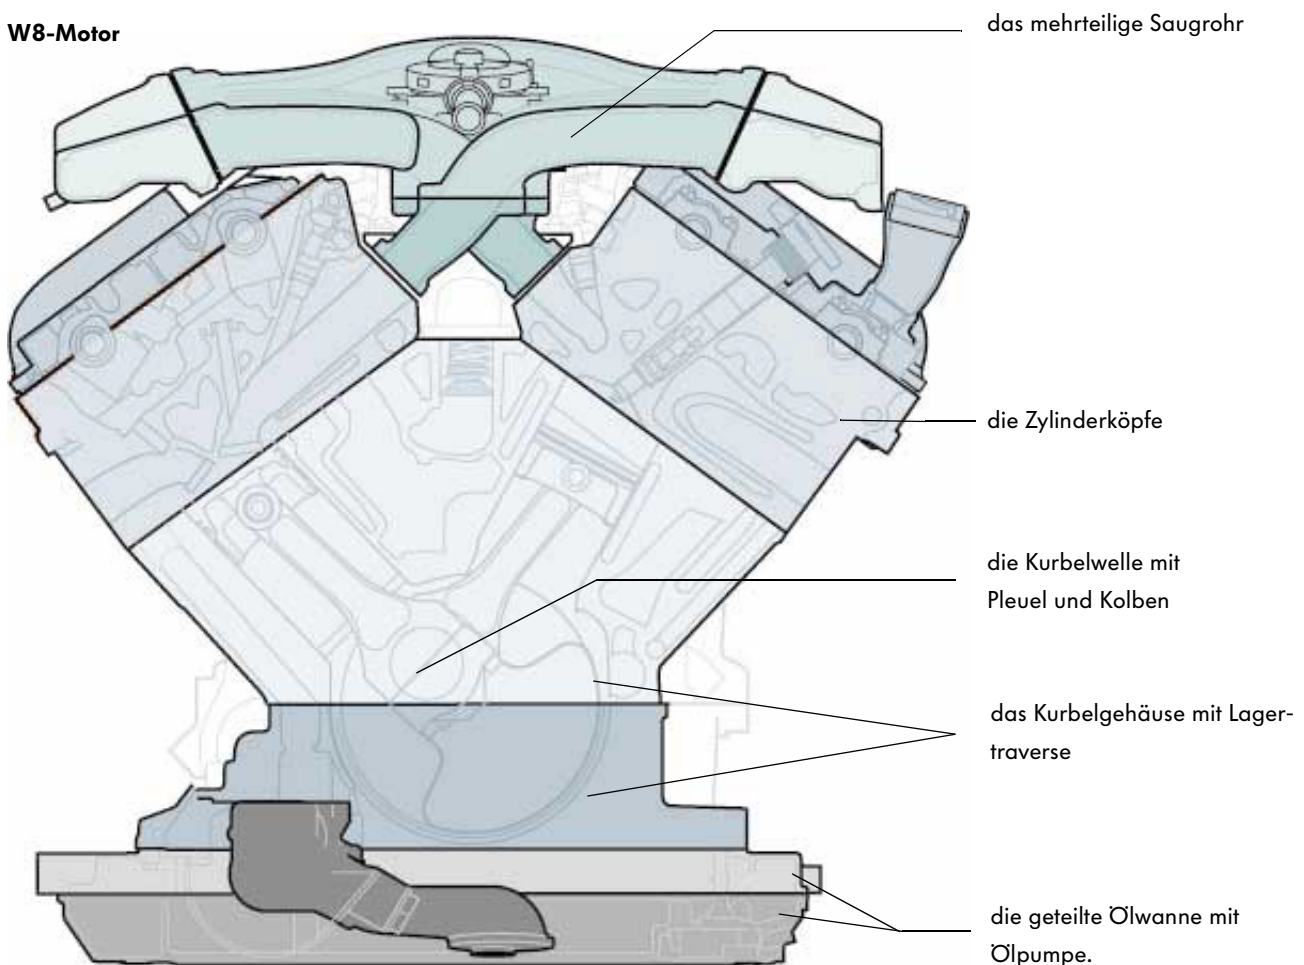 W8-Motor
das mehrteilige Saugrohr
die Zylinderköpfe
die Kurbelwelle mit
Pleuel und Kolben
das Kurbelgehäuse mit Lager-
traverse
die geteilte Ölwanne mit
Ölpumpe.